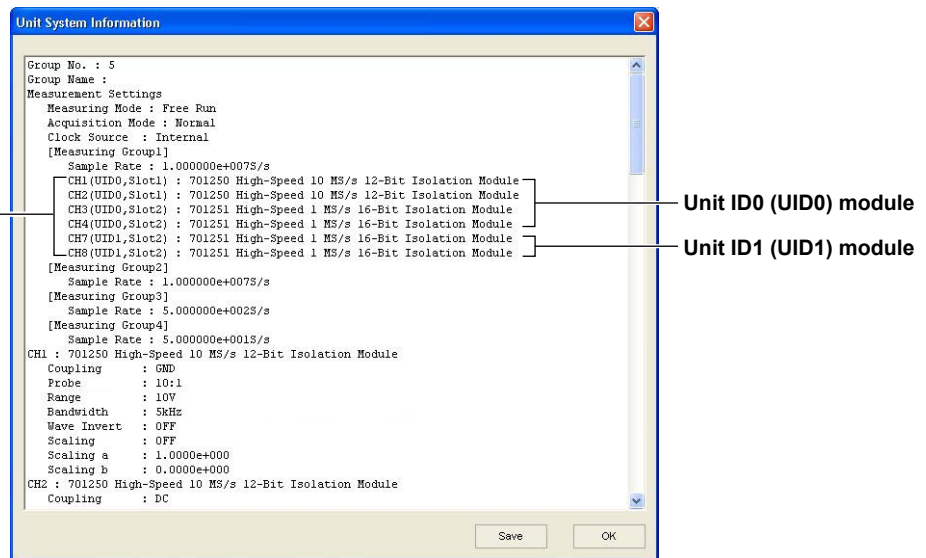 Unit System Information
Group No. : 5
Group Name :
Measurement Settings
Measuring Mode : Free Run
Acquisition Mode : Normal
Clock Source : Internal
[Measuring Group1]
Sample Rate : 1.000000e+007S/s
CH1(UID0,Slot1) : 701250 High-Speed 10 MS/s 12-Bit Isolation Module
CH2(UID0,Slot1) : 701250 High-Speed 10 MS/s 12-Bit Isolation Module
CH3(UID0,Slot2) : 701251 High-Speed 1 MS/s 16-Bit Isolation Module
Unit ID0 (UID0) module
CH4(UID0,Slot2) : 701251 High-Speed 1 MS/s 16-Bit Isolation Module
CH7(UID1,Slot2) : 701251 High-Speed 1 MS/s 16-Bit Isolation Module
Unit ID1 (UID1) module
CH8(UID1,Slot2) : 701251 High-Speed 1 MS/s 16-Bit Isolation Module
[Measuring Group2]
Sample Rate : 1.000000e+007S/s
[Measuring Group3]
Sample Rate : 5.000000e+002S/s
[Measuring Group4]
Sample Rate : 5.000000e+001S/s
CH1 : 701250 High-Speed 10 MS/s 12-Bit Isolation Module
Coupling : GND
Probe : 10:1
Range : 10V
Bandwidth : 5kHz
Wave Invert : OFF
Scaling : OFF
Scaling a : 1.0000e+000
Scaling b : 0.0000e+000
CH2 : 701250 High-Speed 10 MS/s 12-Bit Isolation Module
Coupling : DC
Save OK